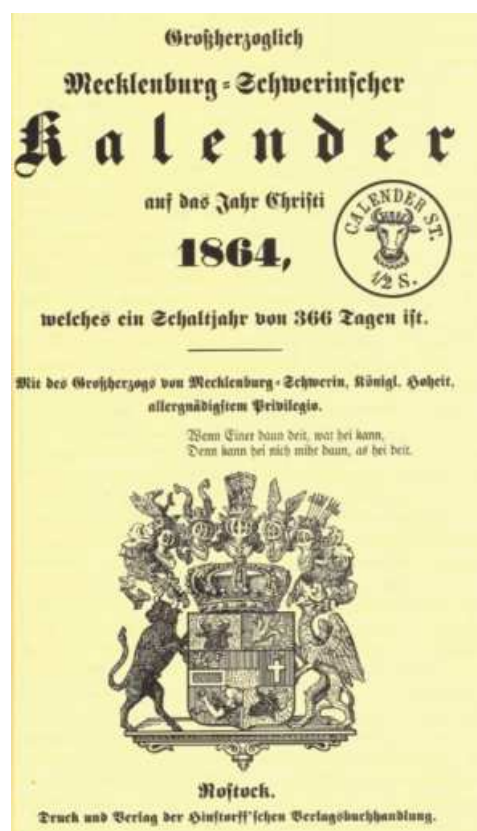 Großherzoglich
Mecklenburg-Schwerinscher
Kalender
auf das Jahr Christi
CALENDER ST.
1/2 S.
1864,
welches ein Schaltjahr von 366 Tagen ist.
Mit des Großherzogs von Mecklenburg-Schwerin, Königl. Hoheit,
allergnädigstem Privilegio.
Wenn Einer daun deit, wat hei kann,
Denn kann hei nich mihr daun, as hei deit.
Rostock.
Druck und Verlag der Hinstorff'schen Verlagsbuchhandlung.